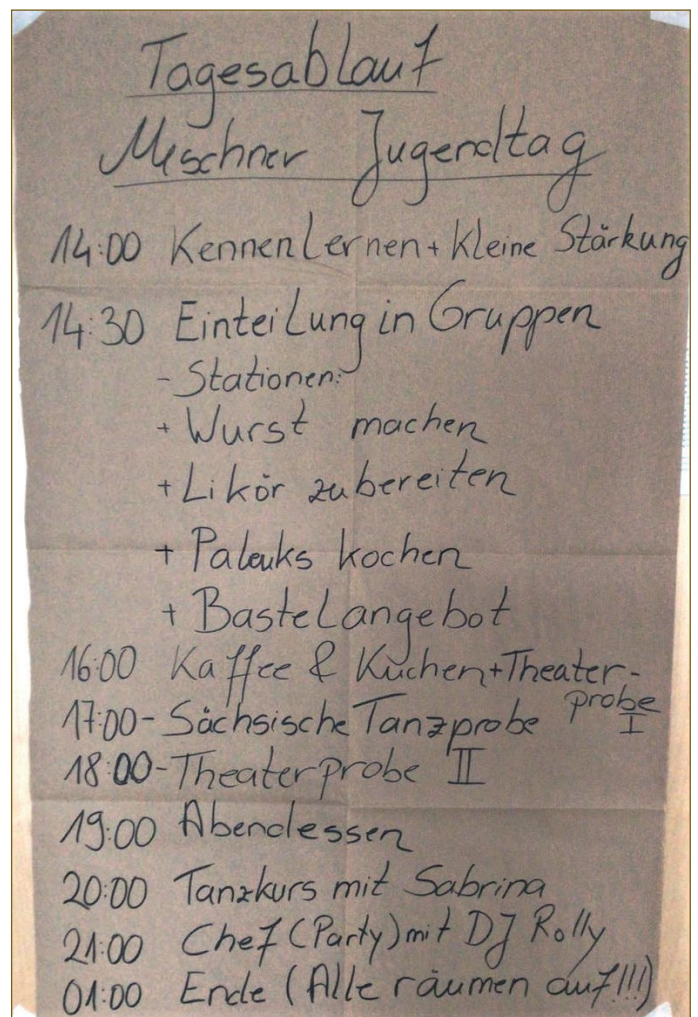 Tagesablauf
Meschner Jugendtag
14:00 Kennenlernen + kleine Stärkung
14:30 Einteilung in Gruppen
- Stationen:
+ Wurst machen
+ Likör zubereiten
+ Paleuks kochen
+ Bastelangebot
16:00 Kaffee & Kuchen + Theater-
probe I
17:00 - Sächsische Tanzprobe
18:00 - Theaterprobe II
19:00 Abendessen
20:00 Tanzkurs mit Sabrina
21:00 Chef (Party) mit DJ Rolly
01:00 Ende (Alle räumen auf!!!)